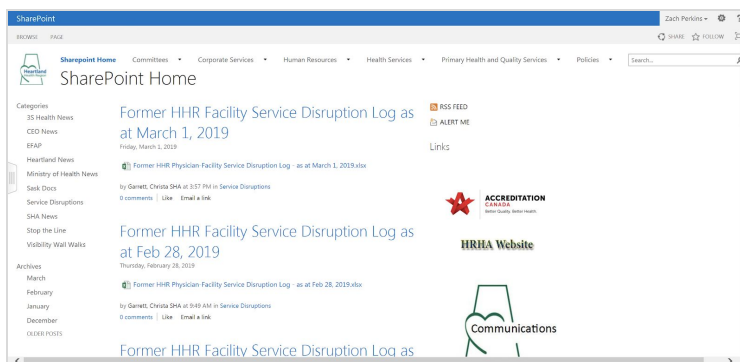 SharePoint
Zach Perkins
?
BROWSE PAGE
SHARE FOLLOW
Heartland
Sharepoint Home Committees Corporate Services Human Resources Health Services Primary Health and Quality Services Policies
Search...
SharePoint Home
Categories
3S Health News
CEO News
EFAP
Heartland News
Ministry of Health News
Sask Docs
Service Disruptions
SHA News
Stop the Line
Visibility Wall Walks
Archives
March
February
January
December
OLDER POSTS
Former HHR Facility Service Disruption Log as
at March 1, 2019
Friday, March 1, 2019
Former HHR Physician-Facility Service Disruption Log - as at March 1, 2019.xlsx
by Garrett, Christa SHA at 3:57 PM in Service Disruptions
0 comments | Like Email a link
Former HHR Facility Service Disruption Log as
at Feb 28, 2019
Thursday, February 28, 2019
Former HHR Physician-Facility Service Disruption Log - as at Feb 28, 2019.xlsx
by Garrett, Christa SHA at 9:49 AM in Service Disruptions
0 comments | Like Email a link
Former HHR Facility Service Disruption Log as
RSS FEED
ALERT ME
Links
ACCREDITATION
CANADA
Better Quality. Better Health.
HRHA Website
Communications